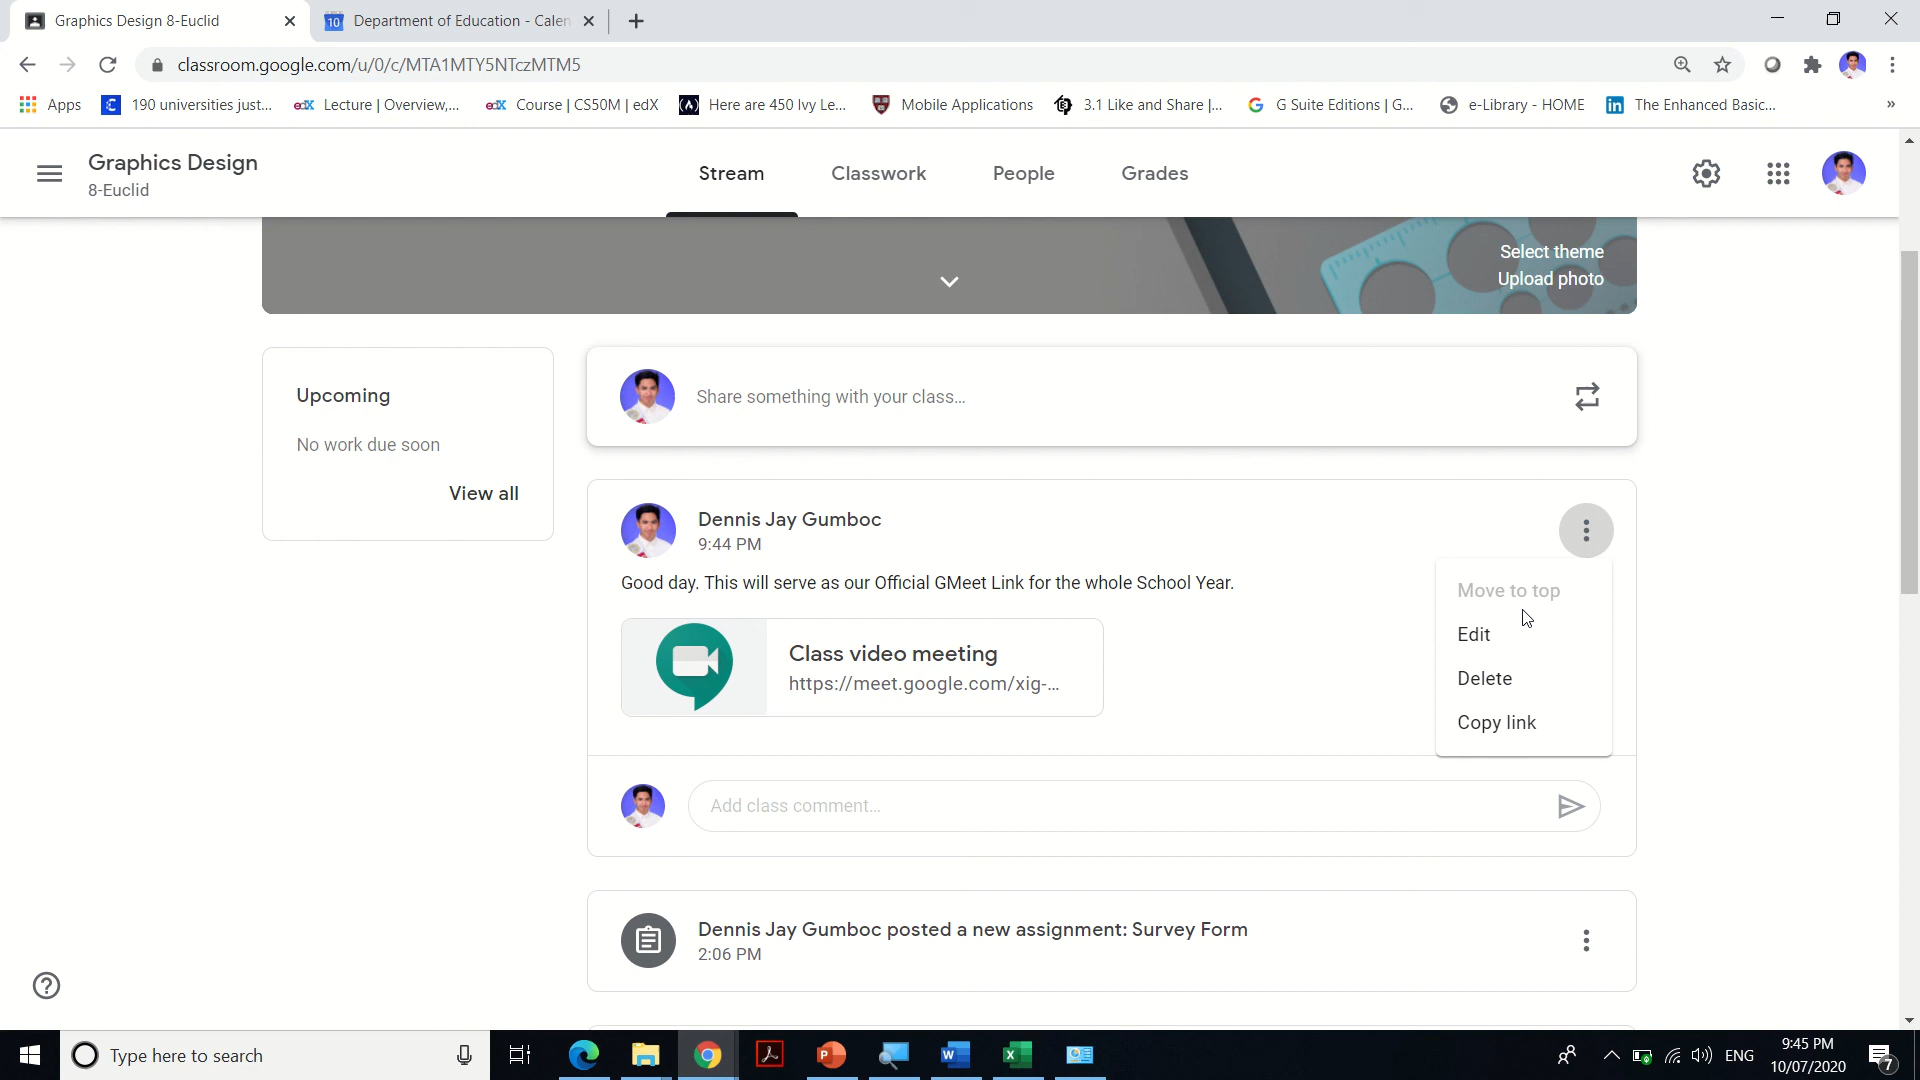 Graphics Design 8-Euclid
10
Department of Education - Calen
classroom.google.com/u/0/c/MTA1MTY5NTczMTM5
Apps
190 universities just...
edX
Lecture | Overview,...
edX
Course | CS50M | edX
Here are 450 Ivy Le...
Mobile Applications
3.1 Like and Share |...
G Suite Editions | G...
e-Library - HOME
The Enhanced Basic...
»
Graphics Design
8-Euclid
Stream
Classwork
People
Grades
Select theme
Upload photo
Upcoming
No work due soon
View all
Share something with your class...
Dennis Jay Gumboc
9:44 PM
Good day. This will serve as our Official GMeet Link for the whole School Year.
Class video meeting
https://meet.google.com/xig-...
Move to top
Edit
Delete
Copy link
Add class comment...
Dennis Jay Gumboc posted a new assignment: Survey Form
2:06 PM
Type here to search
ENG
9:45 PM
10/07/2020
7